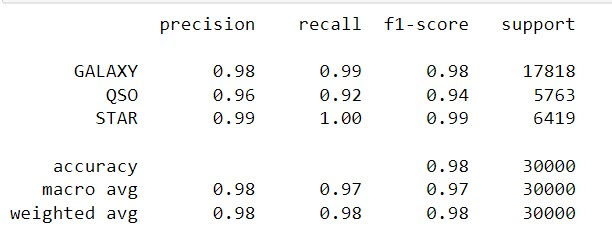 precision recall f1-score support
GALAXY 0.98 0.99 0.98 17818
QSO 0.96 0.92 0.94 5763
STAR 0.99 1.00 0.99 6419
accuracy 0.98 30000
macro avg 0.98 0.97 0.97 30000
weighted avg 0.98 0.98 0.98 30000